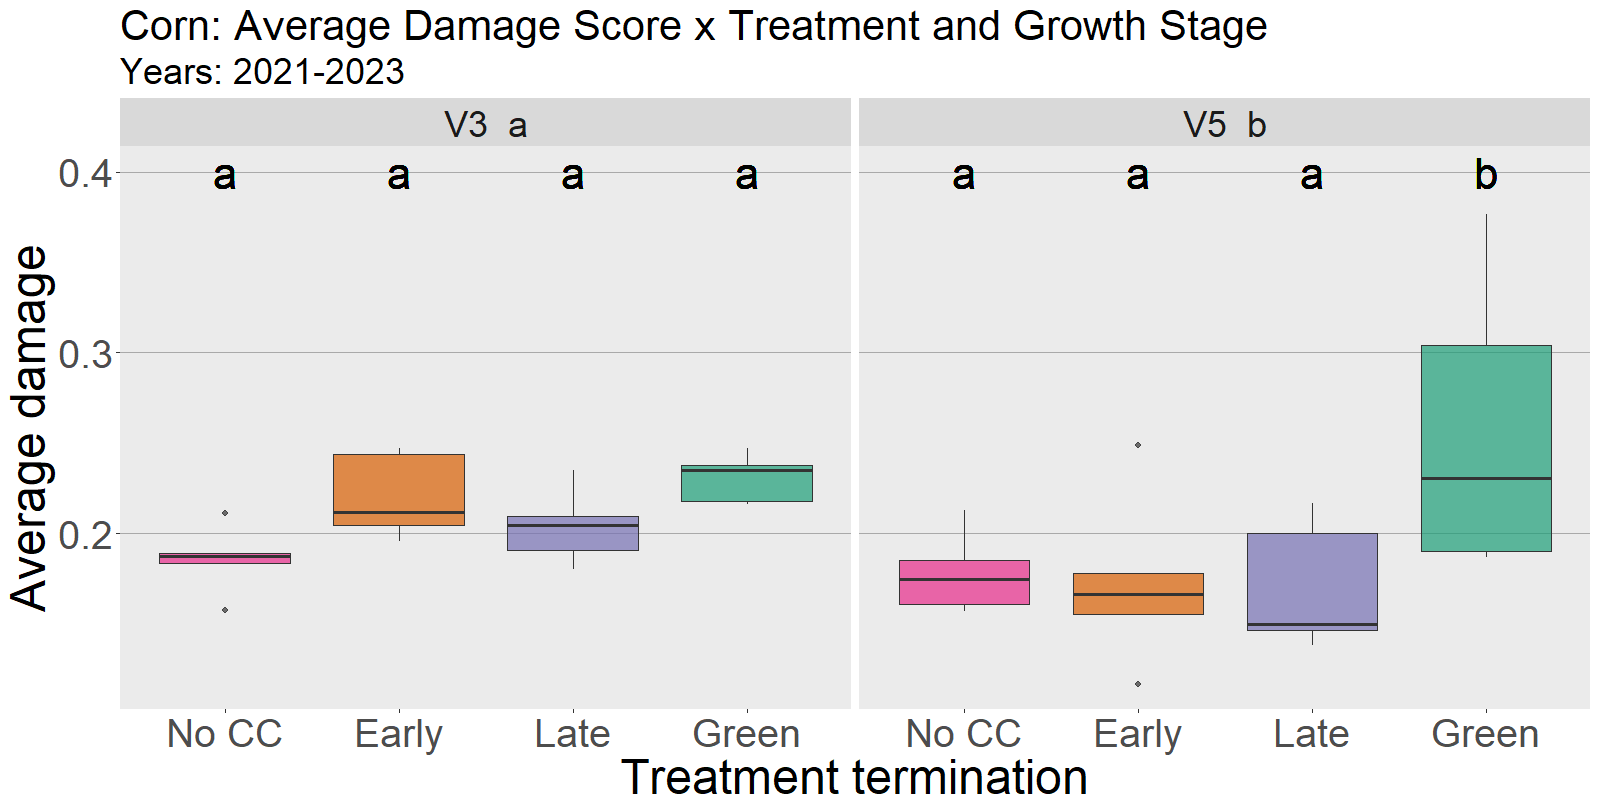 Corn: Average Damage Score x Treatment and Growth Stage
Years: 2021-2023
V3 a
V5 b
0.4
a a a a
a a a b
0.3
0.2
Average damage
No CC Early Late Green
No CC Early Late Green
Treatment termination